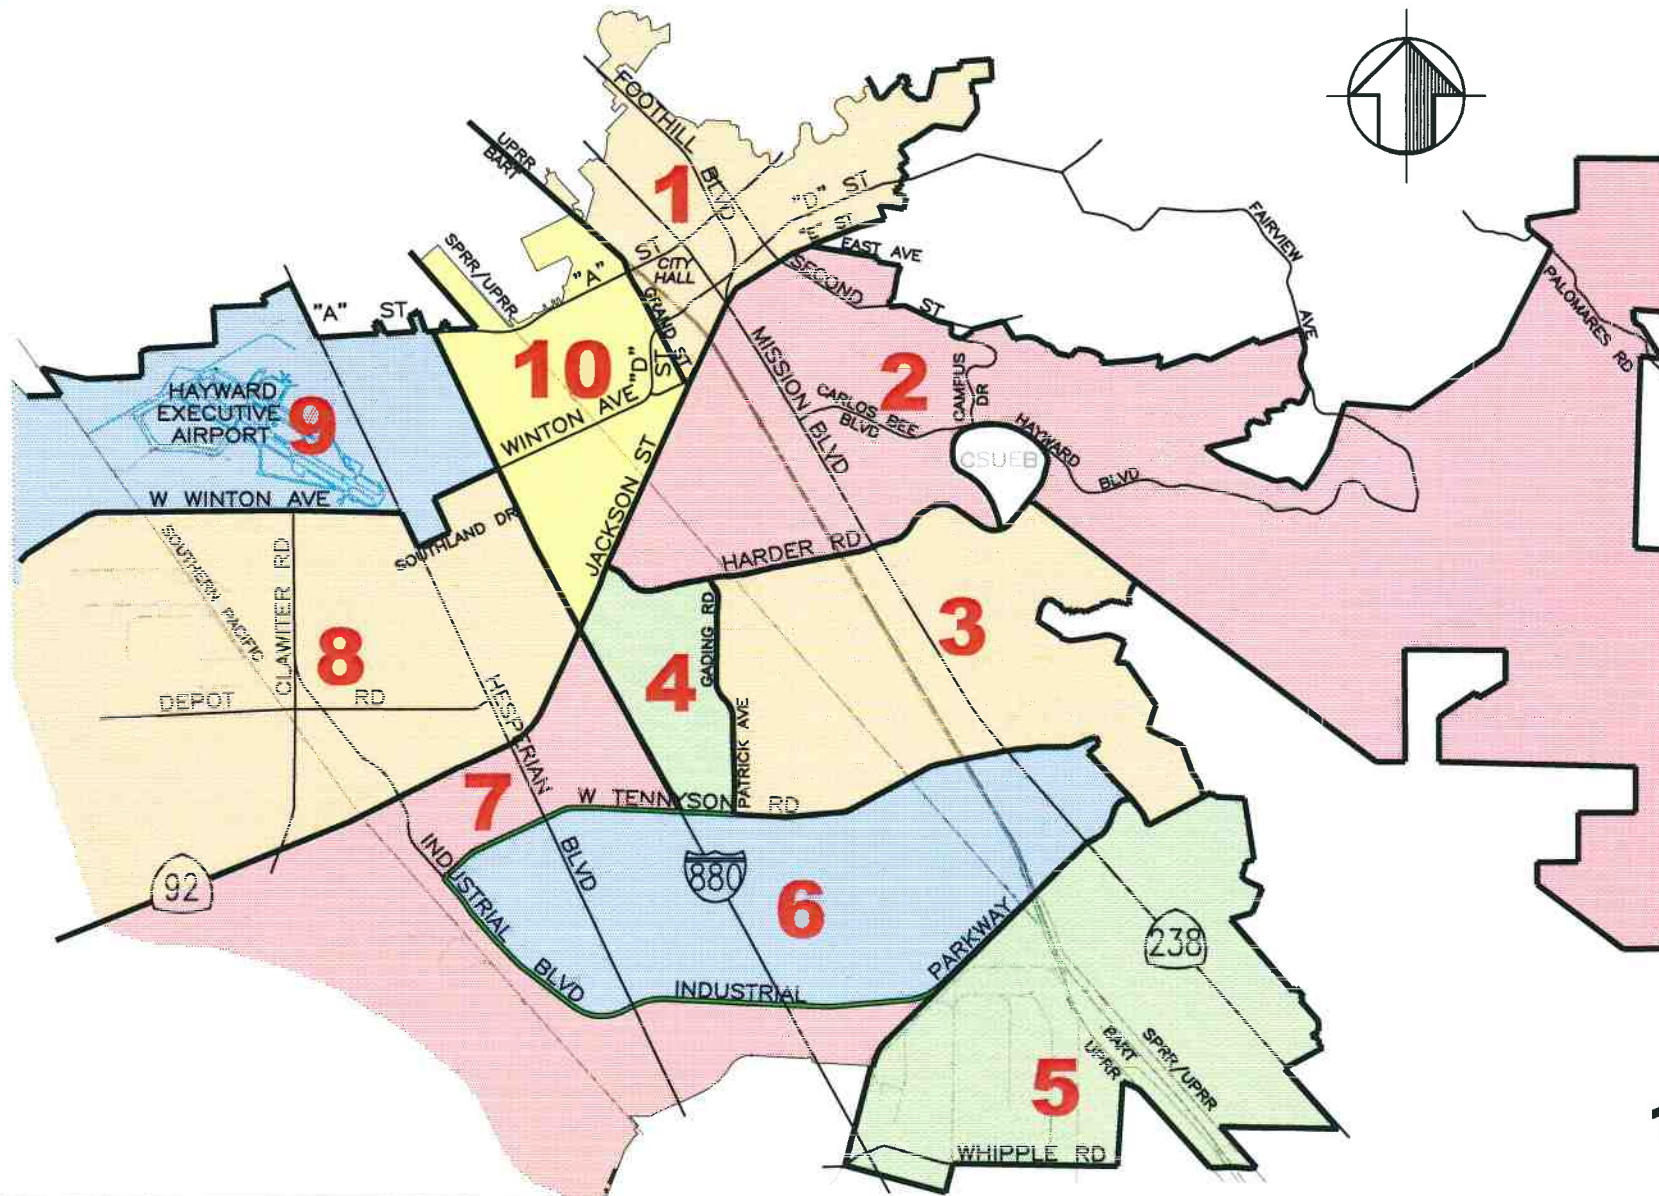 FOOTHILL BLVD
UPRR
BART
1
"D" ST
"E" ST
FAIRVIEW AVE
SPRR/UPRR
"A" ST
CITY
HALL
EAST AVE
SECOND ST
PALOMARES RD
"A" ST
GRAND ST
HAYWARD
EXECUTIVE
AIRPORT
9
10
"D" ST
WINTON AVE
MISSION BLVD
2
CAMPUS
DR
CARLOS BEE
BLVD
HAYWARD BLVD
CSUEB
W WINTON AVE
JACKSON ST
SOUTHLAND DR
SOUTHERN PACIFIC
CLAWITER RD
HARDER RD
8
4
GADING RD
3
DEPOT RD
HESPERIAN BLVD
PATRICK AVE
7
W TENNYSON RD
92
INDUSTRIAL BLVD
880
6
INDUSTRIAL PARKWAY
238
BART
UPRR
SPRR/UPRR
5
WHIPPLE RD